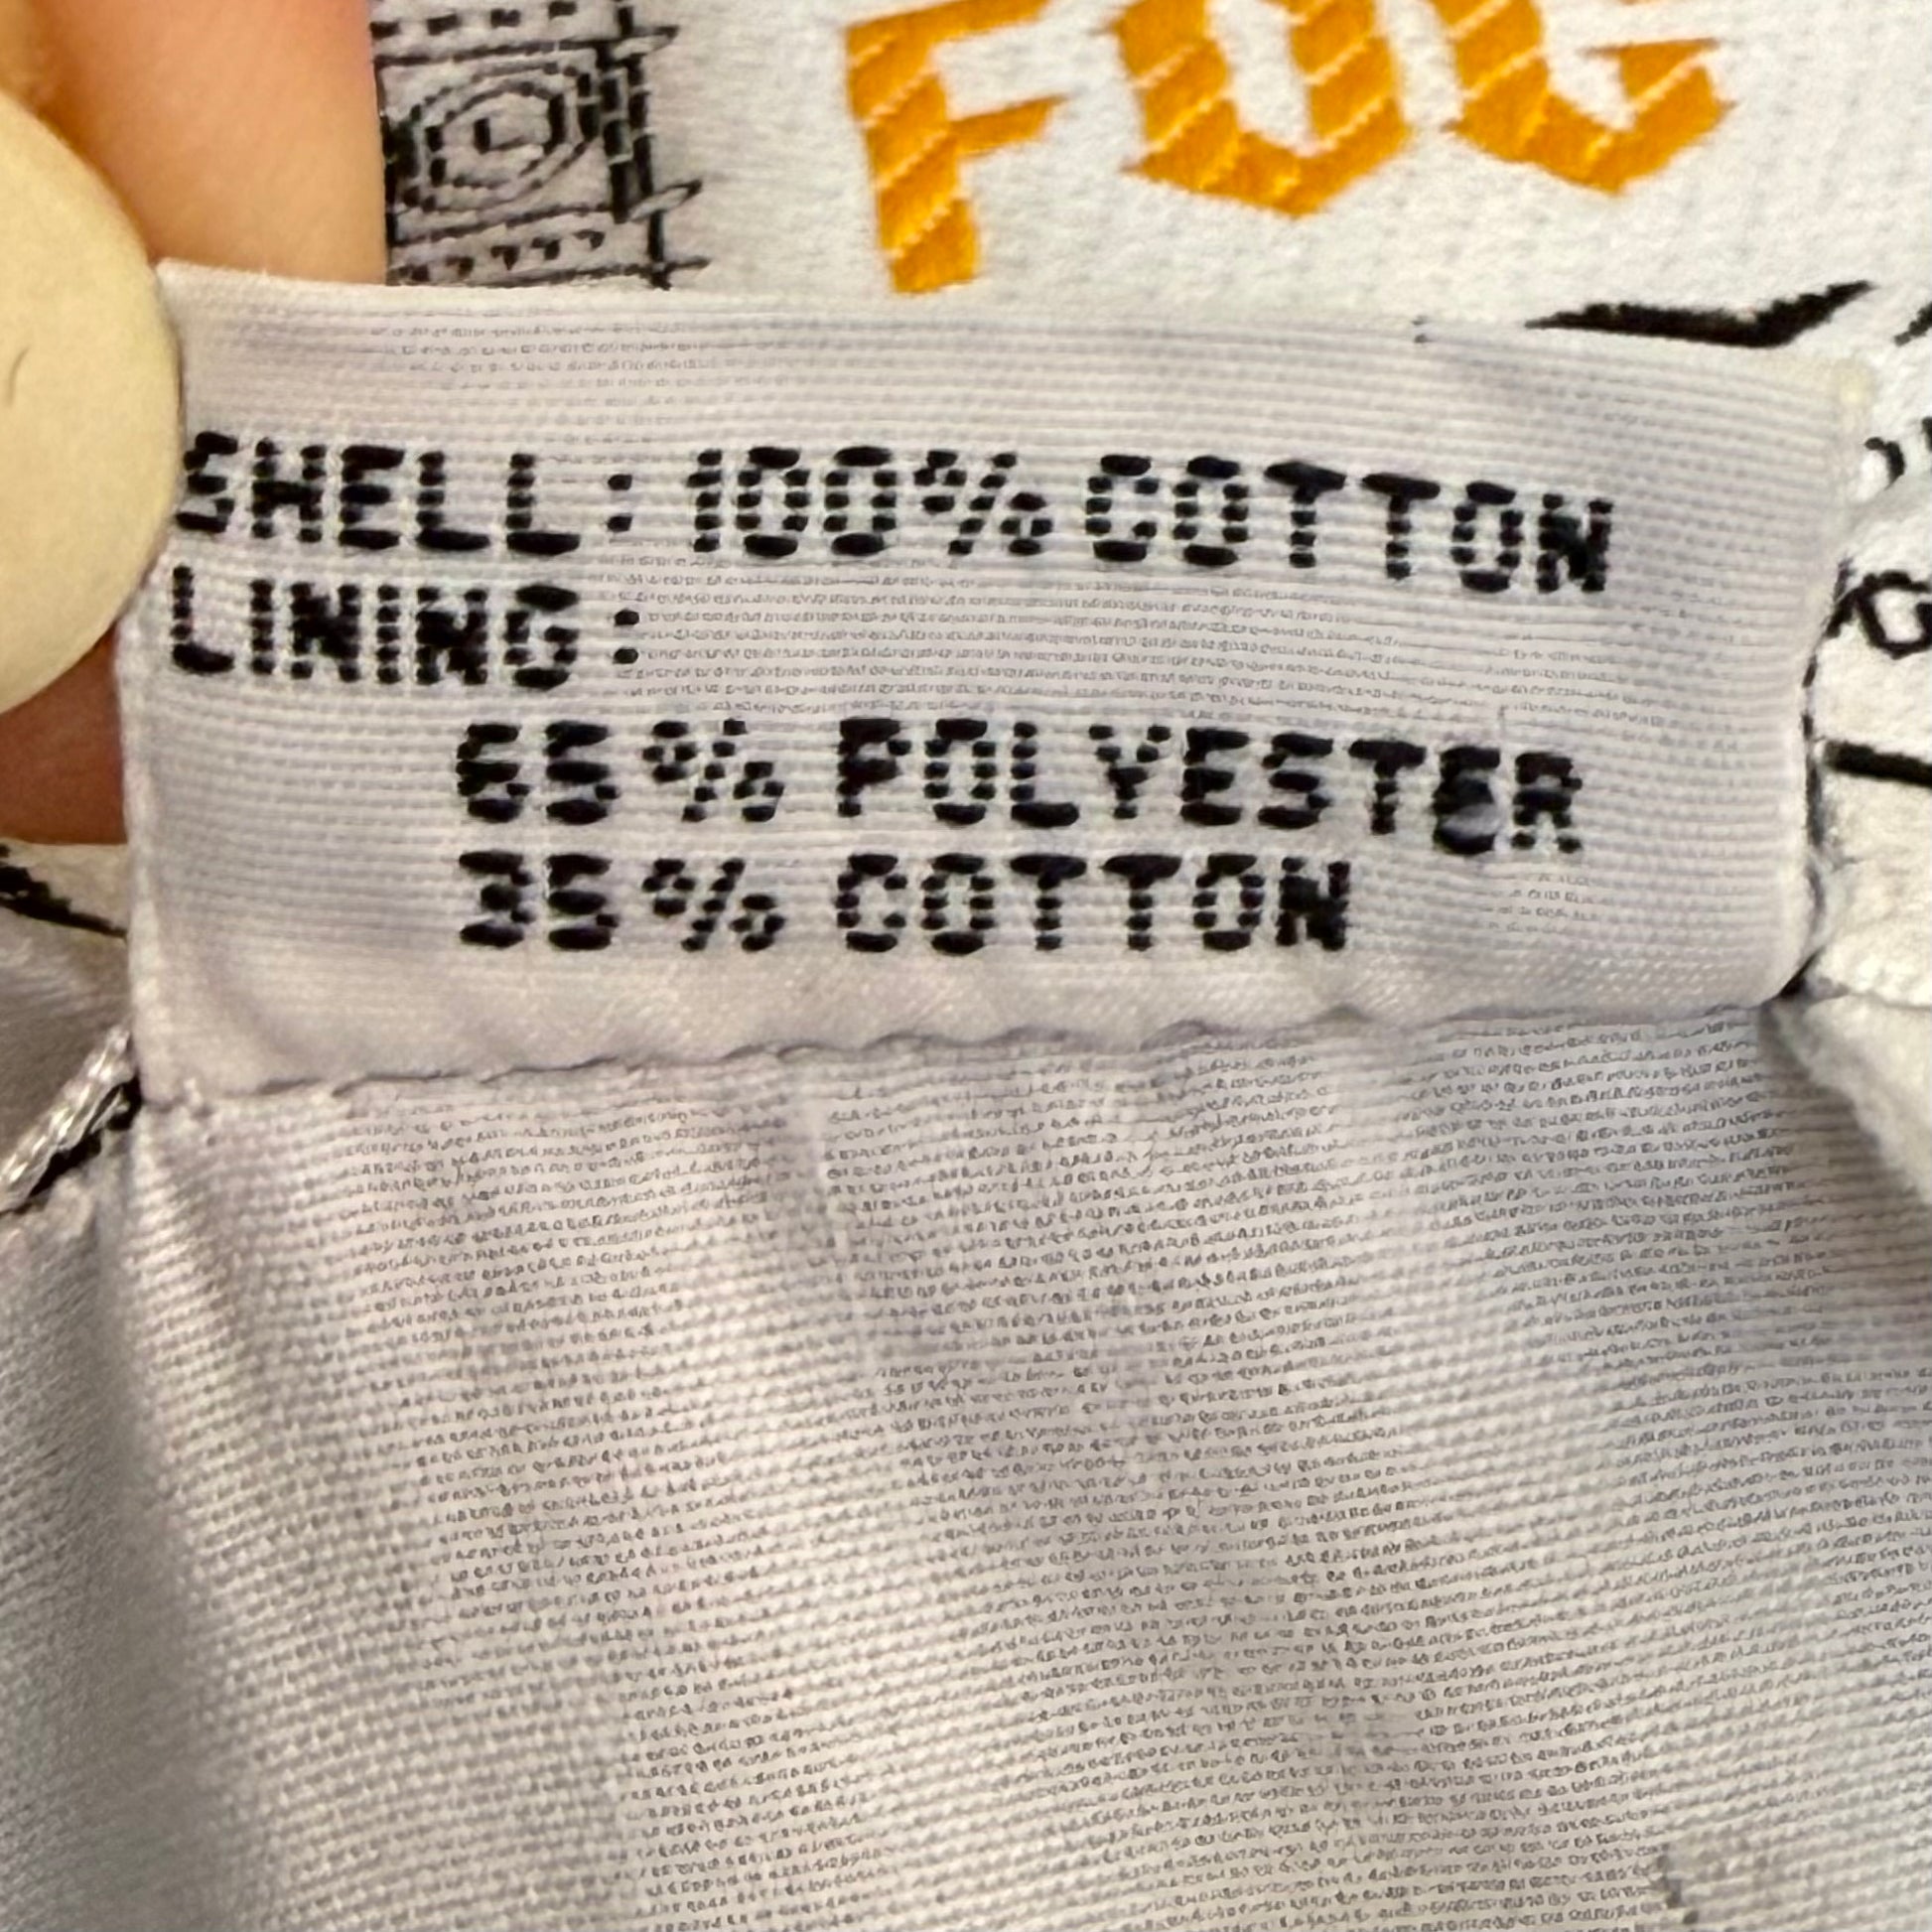 FOG
SHELL: 100% COTTON
LINING:
65% POLYESTER
35% COTTON